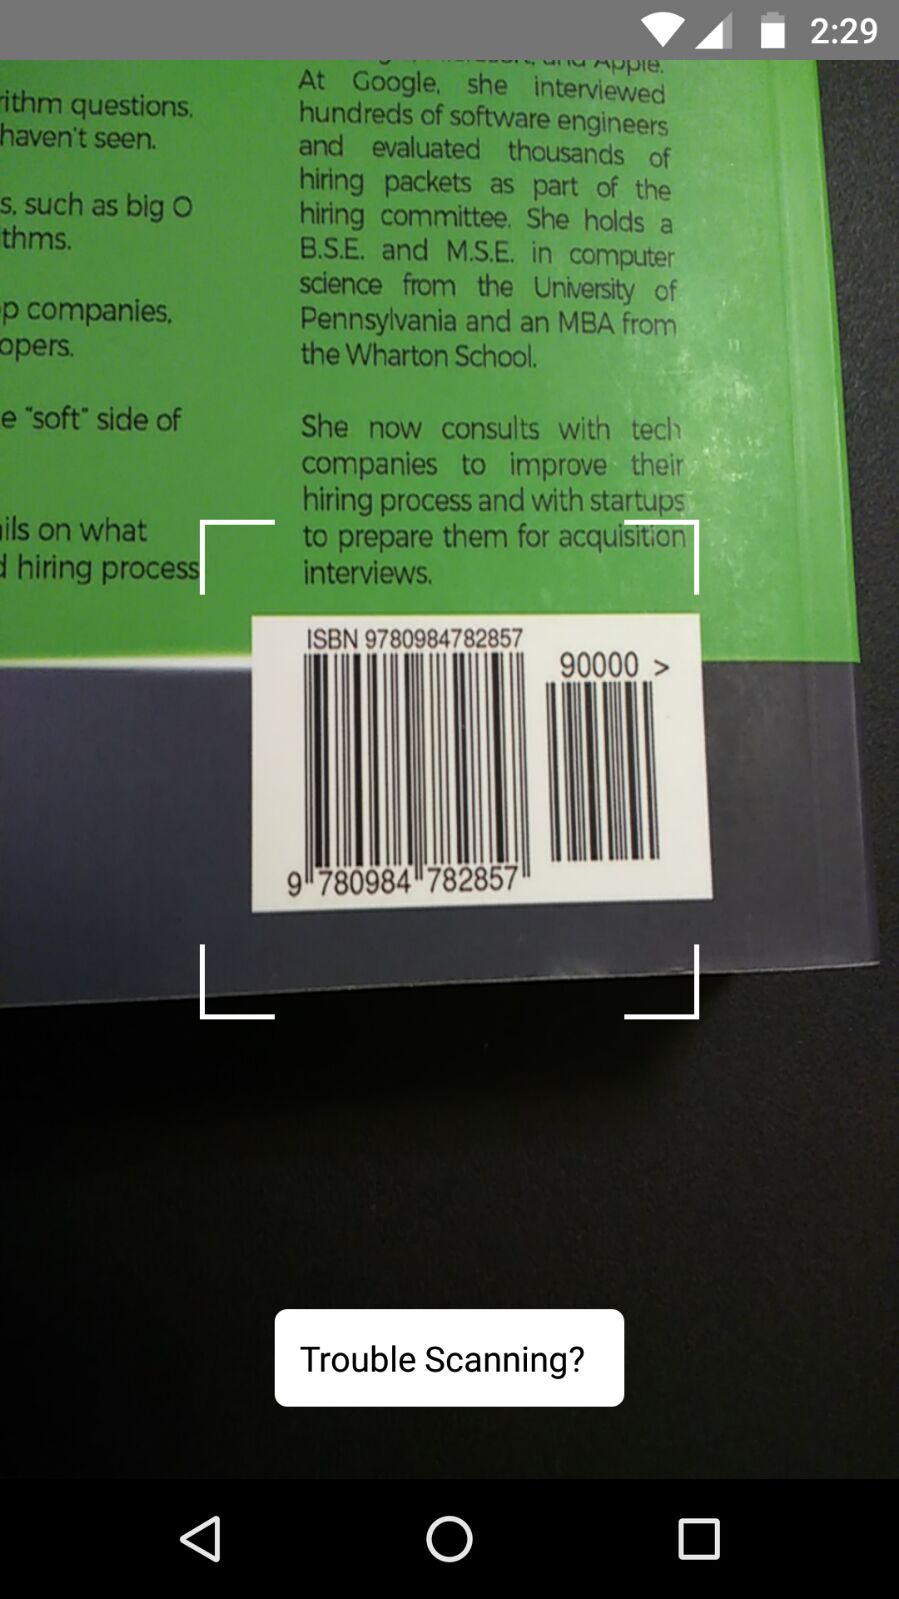 2:29
rithm questions,
haven't seen.
s, such as big O
thms.
p companies,
opers.
e "soft" side of
ils on what
d hiring process
and Apple.
At Google, she interviewed
hundreds of software engineers
and evaluated thousands of
hiring packets as part of the
hiring committee. She holds a
B.S.E. and M.S.E. in computer
science from the University of
Pennsylvania and an MBA from
the Wharton School.
She now consults with tech
companies to improve their
hiring process and with startups
to prepare them for acquisition
interviews.
ISBN 9780984782857
90000 >
9 780984 782857
Trouble Scanning?